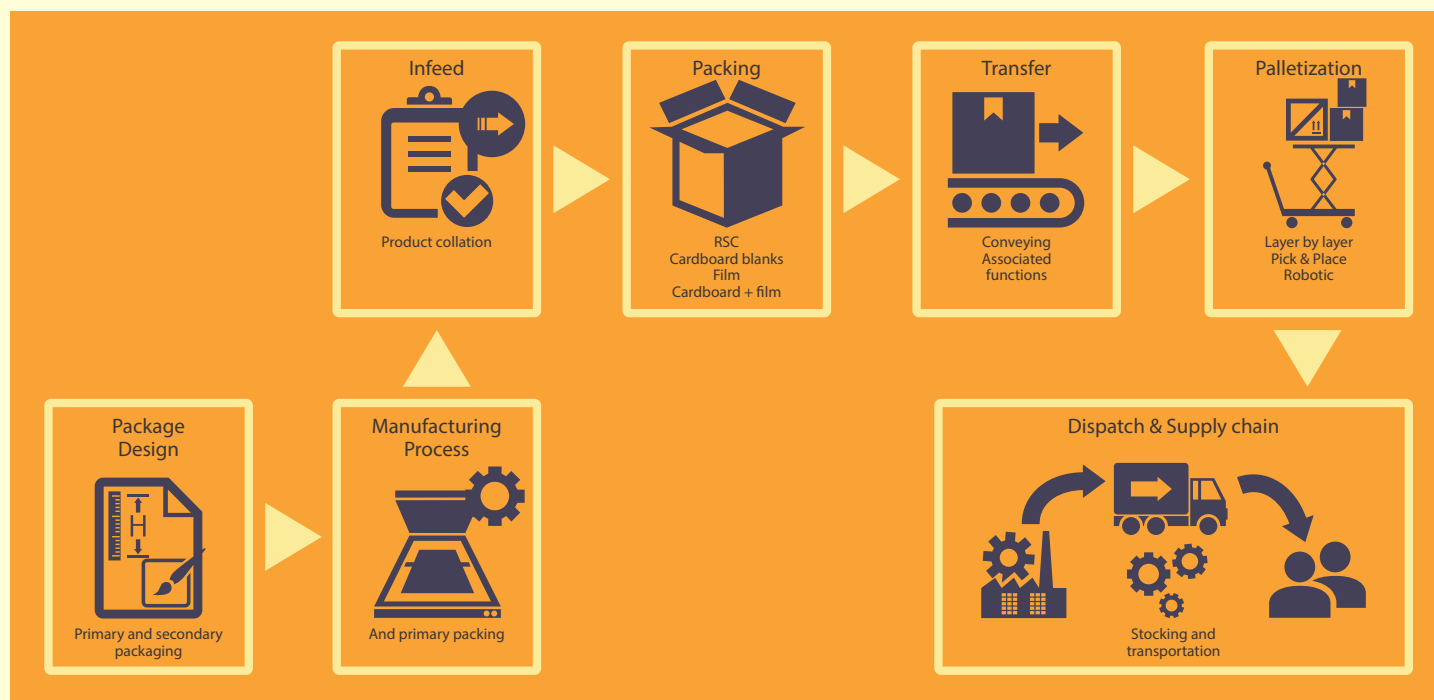 Infeed
Product collation
Packing
RSC
Cardboard blanks
Film
Cardboard + film
Transfer
Conveying
Associated
functions
Palletization
Layer by layer
Pick & Place
Robotic
Package
Design
H
Primary and secondary
packaging
Manufacturing
Process
And primary packing
Dispatch & Supply chain
Stocking and
transportation